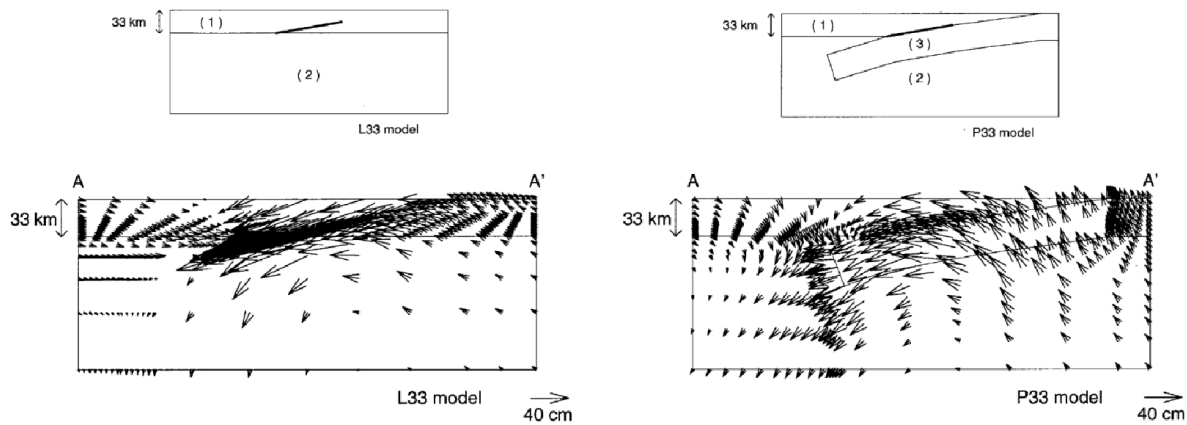 33 km
(1)
(2)
L33 model
33 km
(1)
(3)
(2)
P33 model
A
A'
33 km
L33 model
40 cm
A
A'
33 km
P33 model
40 cm